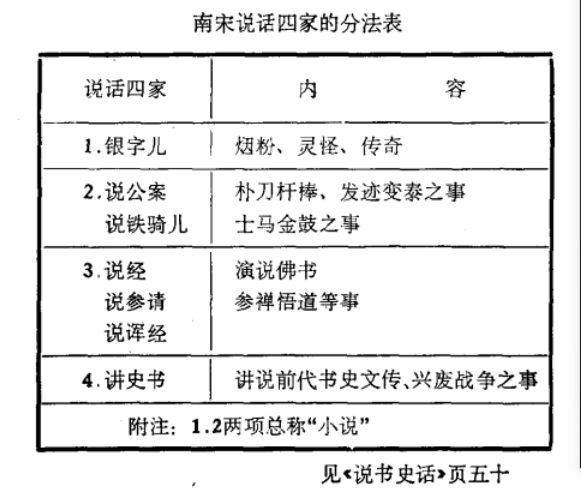 南宋说话四家的分法表
说话四家 内 容
1.银字儿 烟粉、灵怪、传奇
2.说公案 朴刀杆棒、发迹变泰之事
说铁骑儿 士马金鼓之事
3.说经 演说佛书
说参请 参禅悟道等事
说诨经
4.讲史书 讲说前代书史文传、兴废战争之事
附注：1.2两项总称“小说”
见《说书史话》页五十